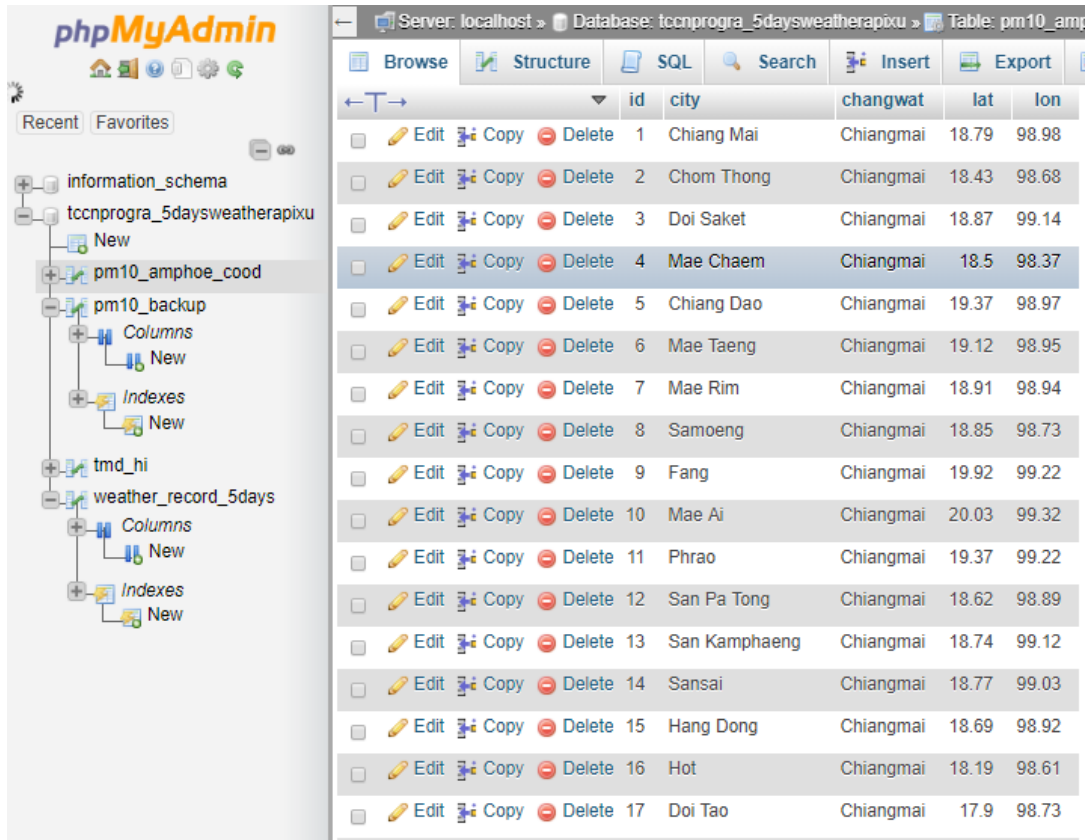 phpMyAdmin
Recent Favorites
information_schema
tccnprogra_5daysweatherapixu
New
pm10_amphoe_cood
pm10_backup
Columns
New
Indexes
New
tmd_hi
weather_record_5days
Columns
New
Indexes
New
← Server: localhost » Database: tccnprogra_5daysweatherapixu » Table: pm10_amp
Browse Structure SQL Search Insert Export
←T→ ▼ id city changwat lat lon
Edit Copy Delete 1 Chiang Mai Chiangmai 18.79 98.98
Edit Copy Delete 2 Chom Thong Chiangmai 18.43 98.68
Edit Copy Delete 3 Doi Saket Chiangmai 18.87 99.14
Edit Copy Delete 4 Mae Chaem Chiangmai 18.5 98.37
Edit Copy Delete 5 Chiang Dao Chiangmai 19.37 98.97
Edit Copy Delete 6 Mae Taeng Chiangmai 19.12 98.95
Edit Copy Delete 7 Mae Rim Chiangmai 18.91 98.94
Edit Copy Delete 8 Samoeng Chiangmai 18.85 98.73
Edit Copy Delete 9 Fang Chiangmai 19.92 99.22
Edit Copy Delete 10 Mae Ai Chiangmai 20.03 99.32
Edit Copy Delete 11 Phrao Chiangmai 19.37 99.22
Edit Copy Delete 12 San Pa Tong Chiangmai 18.62 98.89
Edit Copy Delete 13 San Kamphaeng Chiangmai 18.74 99.12
Edit Copy Delete 14 Sansai Chiangmai 18.77 99.03
Edit Copy Delete 15 Hang Dong Chiangmai 18.69 98.92
Edit Copy Delete 16 Hot Chiangmai 18.19 98.61
Edit Copy Delete 17 Doi Tao Chiangmai 17.9 98.73